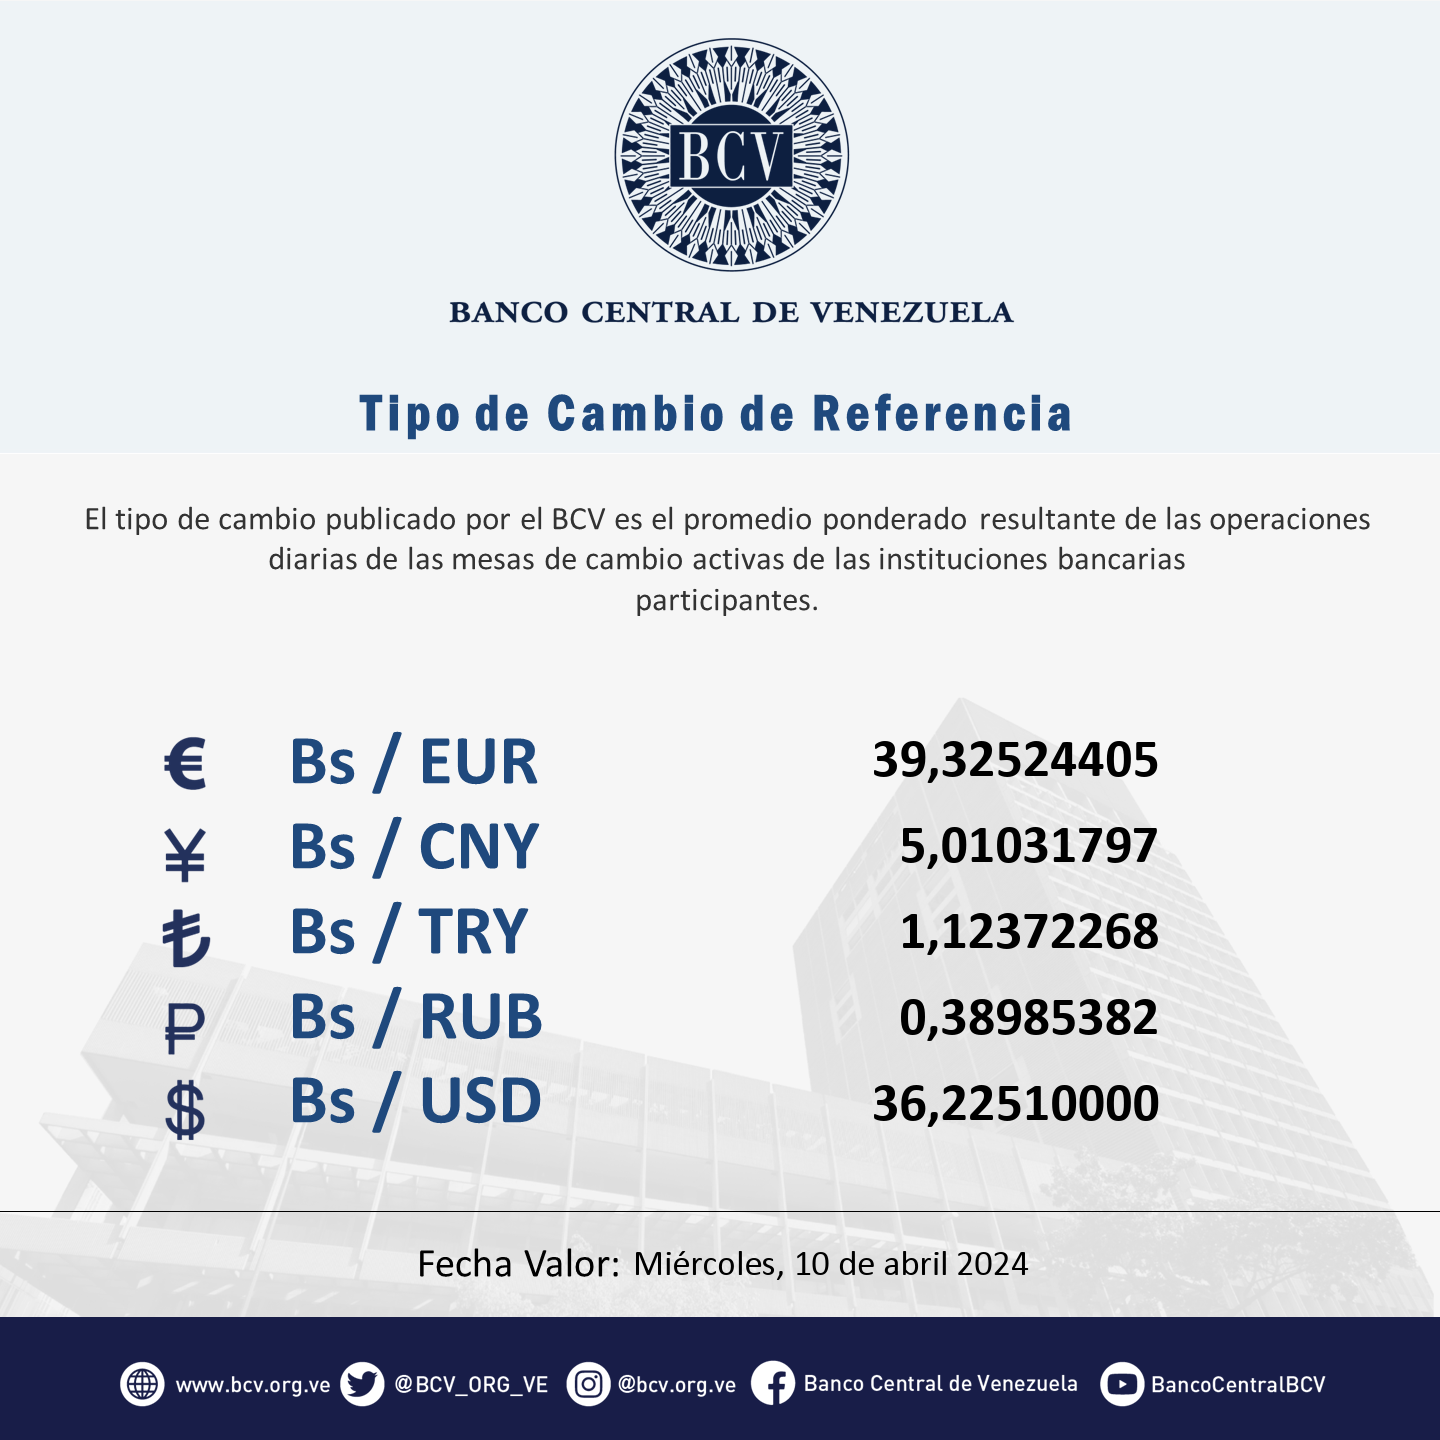 BCV
BANCO CENTRAL DE VENEZUELA
Tipo de Cambio de Referencia
El tipo de cambio publicado por el BCV es el promedio ponderado resultante de las operaciones
diarias de las mesas de cambio activas de las instituciones bancarias
participantes.
€ Bs / EUR 39,32524405
¥ Bs / CNY 5,01031797
₺ Bs / TRY 1,12372268
₽ Bs / RUB 0,38985382
$ Bs / USD 36,22510000
Fecha Valor: Miércoles, 10 de abril 2024
www.bcv.org.ve @BCV_ORG_VE @bcv.org.ve Banco Central de Venezuela BancoCentralBCV